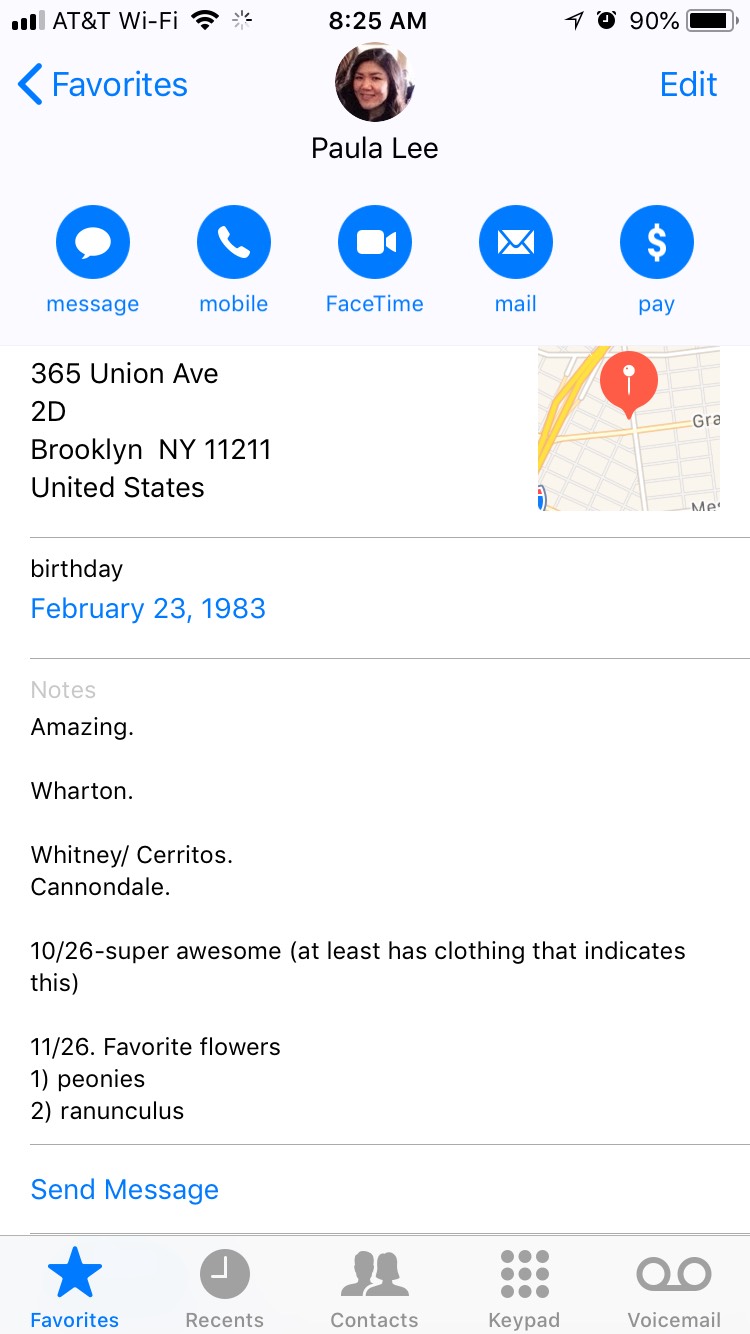 AT&T Wi-Fi 8:25 AM 90%
Favorites Edit
Paula Lee
message mobile FaceTime mail pay
365 Union Ave
2D
Brooklyn  NY 11211
United States
Gra
Mes
birthday
February 23, 1983
Notes
Amazing.
Wharton.
Whitney/ Cerritos.
Cannondale.
10/26-super awesome (at least has clothing that indicates
this)
11/26. Favorite flowers
1) peonies
2) ranunculus
Send Message
Favorites Recents Contacts Keypad Voicemail